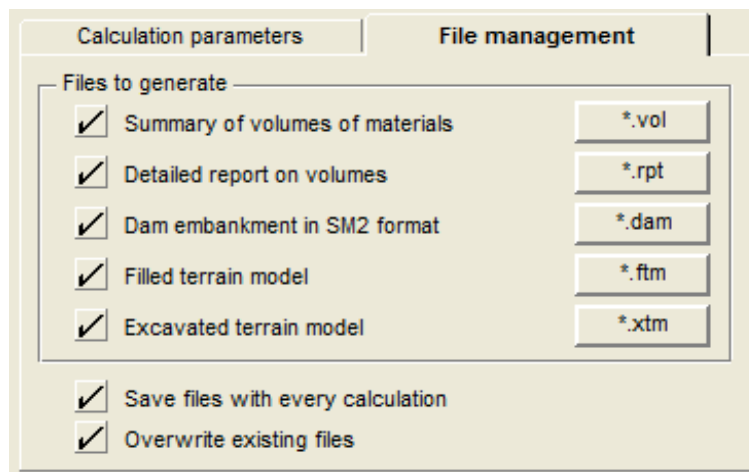 Calculation parameters File management
Files to generate
Summary of volumes of materials *.vol
Detailed report on volumes *.rpt
Dam embankment in SM2 format *.dam
Filled terrain model *.ftm
Excavated terrain model *.xtm
Save files with every calculation
Overwrite existing files